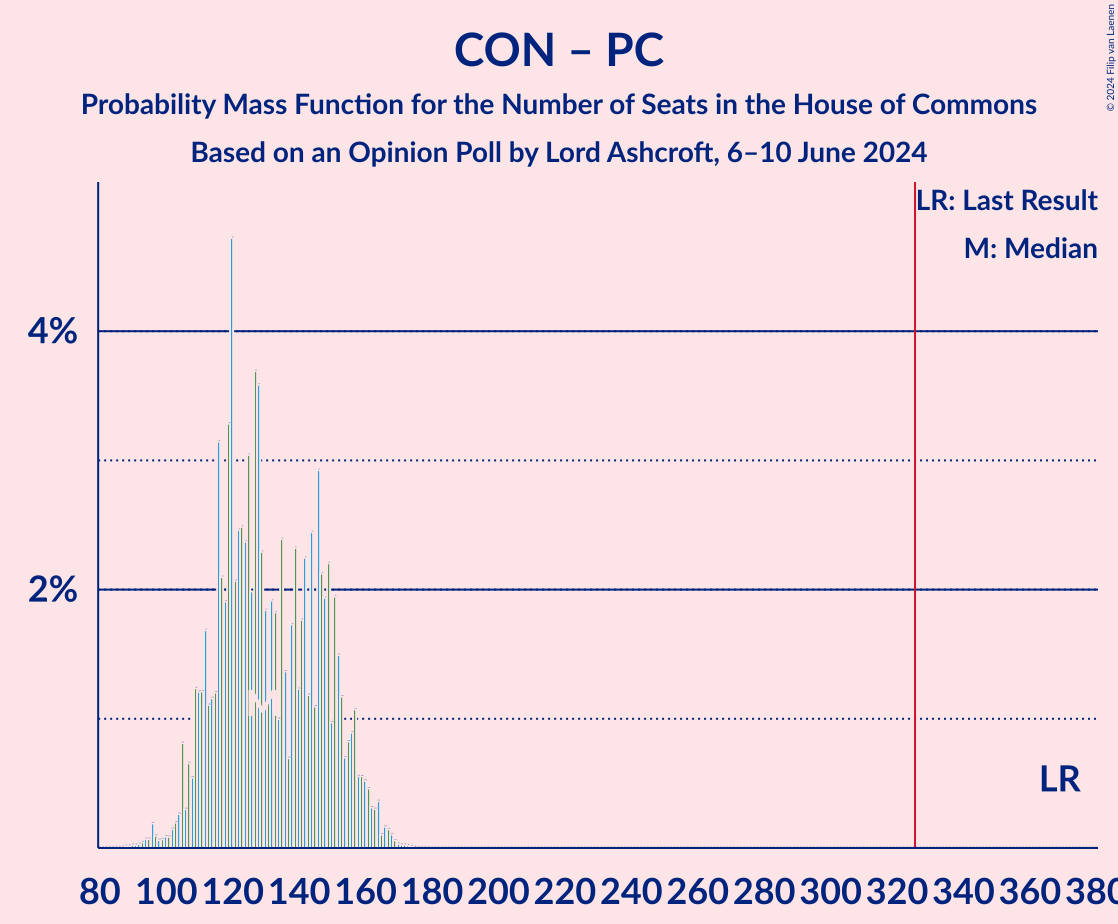 CON – PC
Probability Mass Function for the Number of Seats in the House of Commons
Based on an Opinion Poll by Lord Ashcroft, 6–10 June 2024
© 2024 Filip van Laenen
LR: Last Result
M: Median
4%
2%
LR
80 100 120 140 160 180 200 220 240 260 280 300 320 340 360 380